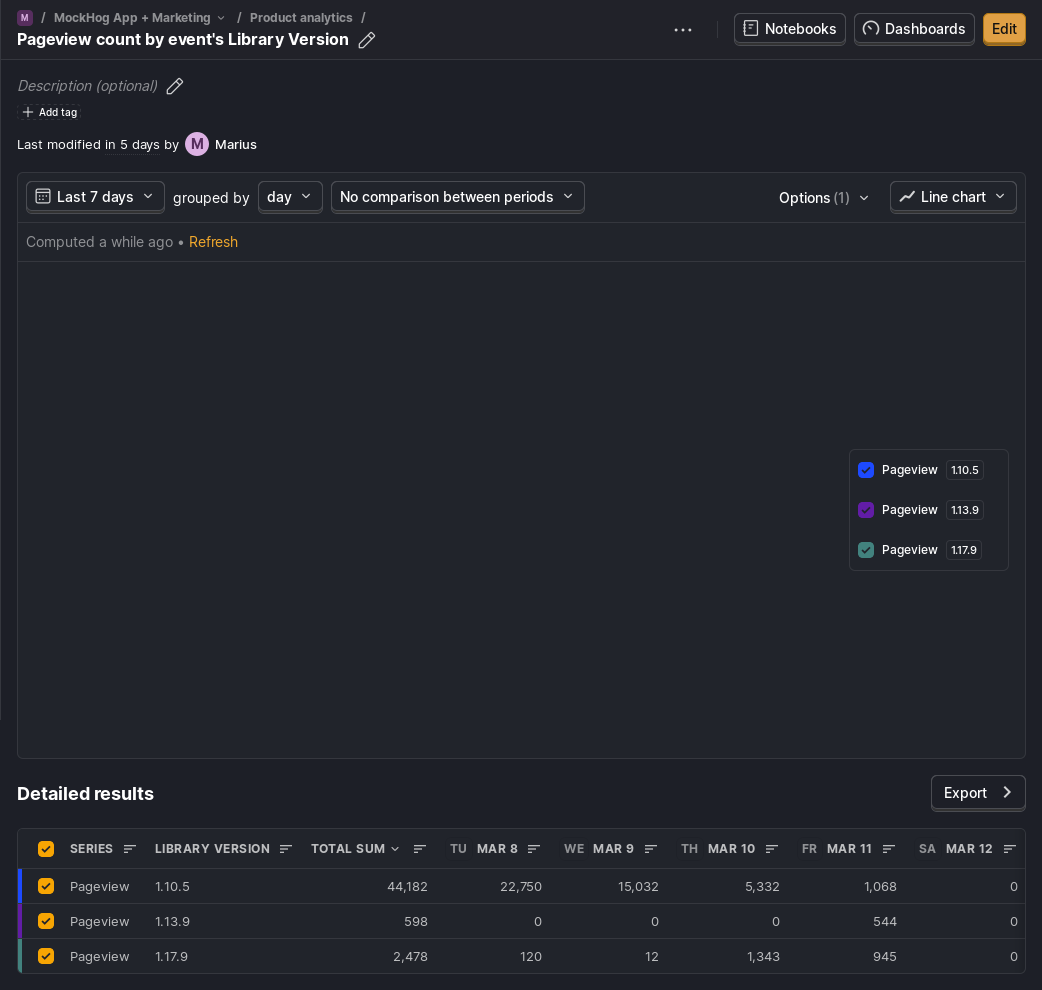 M / MockHog App + Marketing / Product analytics /
Pageview count by event's Library Version
Notebooks Dashboards Edit
Description (optional)
Add tag
Last modified in 5 days by M Marius
Last 7 days grouped by day No comparison between periods Options (1) Line chart
Computed a while ago • Refresh
Pageview 1.10.5
Pageview 1.13.9
Pageview 1.17.9
Detailed results
Export
SERIES LIBRARY VERSION TOTAL SUM TU MAR 8 WE MAR 9 TH MAR 10 FR MAR 11 SA MAR 12
Pageview 1.10.5 44,182 22,750 15,032 5,332 1,068 0
Pageview 1.13.9 598 0 0 0 544 0
Pageview 1.17.9 2,478 120 12 1,343 945 0